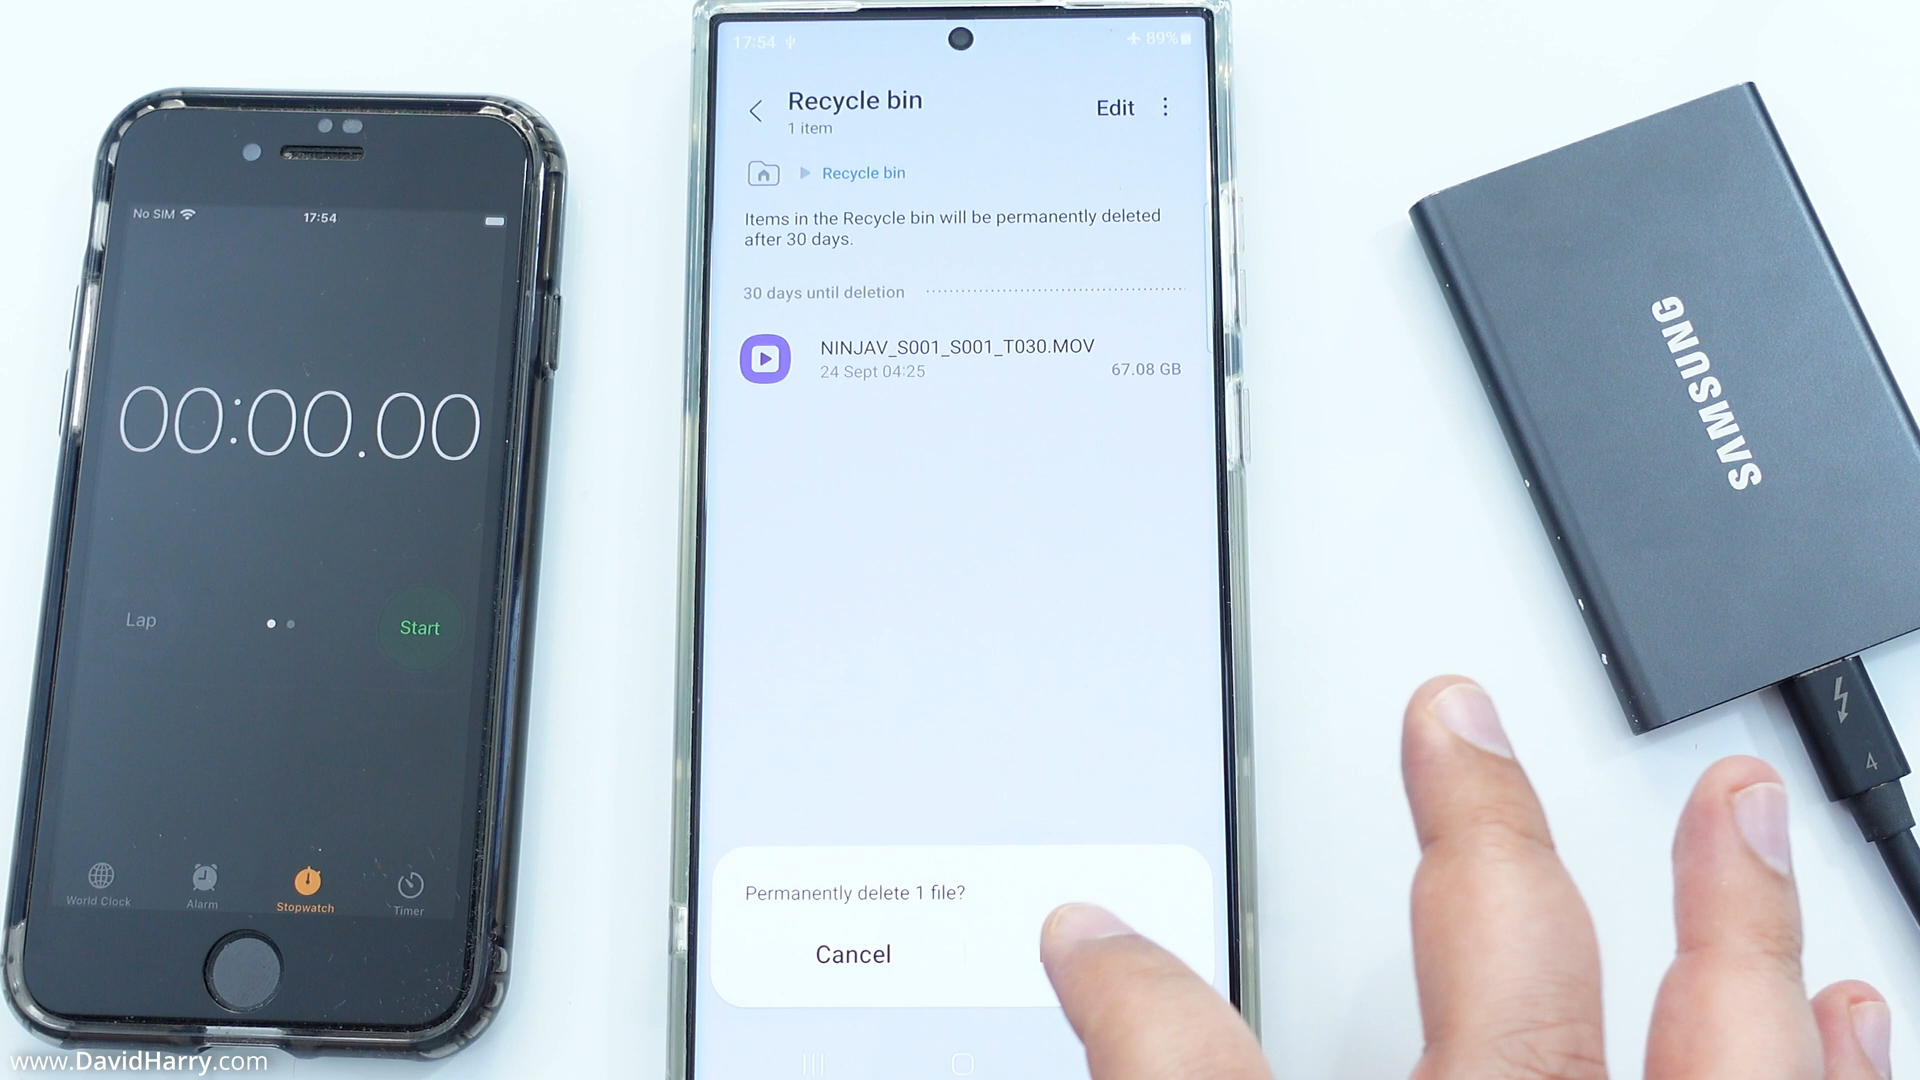 No SIM
17:54
00:00.00
Lap
Start
World Clock
Alarm
Stopwatch
Timer
17:54
89%
Recycle bin
1 item
Edit
Recycle bin
Items in the Recycle bin will be permanently deleted
after 30 days.
30 days until deletion
NINJAV_S001_S001_T030.MOV
24 Sept 04:25
67.08 GB
Permanently delete 1 file?
Cancel
SAMSUNG
4
www.DavidHarry.com